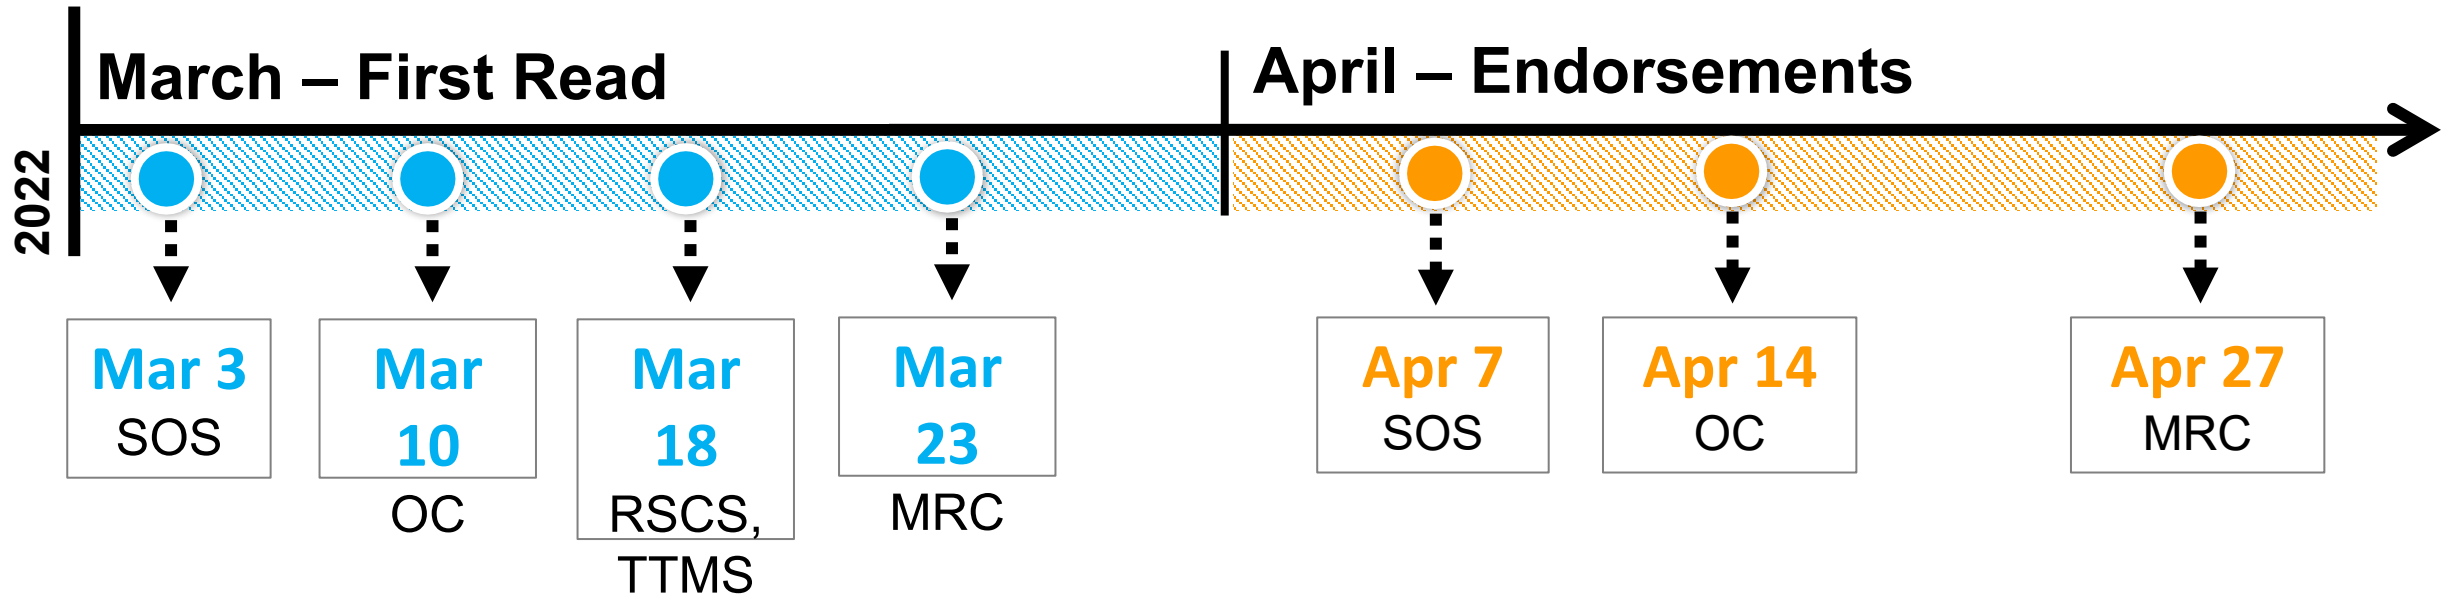 2022
March – First Read
April – Endorsements
Mar 3
SOS
Mar
10
OC
Mar
18
RSCS,
TTMS
Mar
23
MRC
Apr 7
SOS
Apr 14
OC
Apr 27
MRC